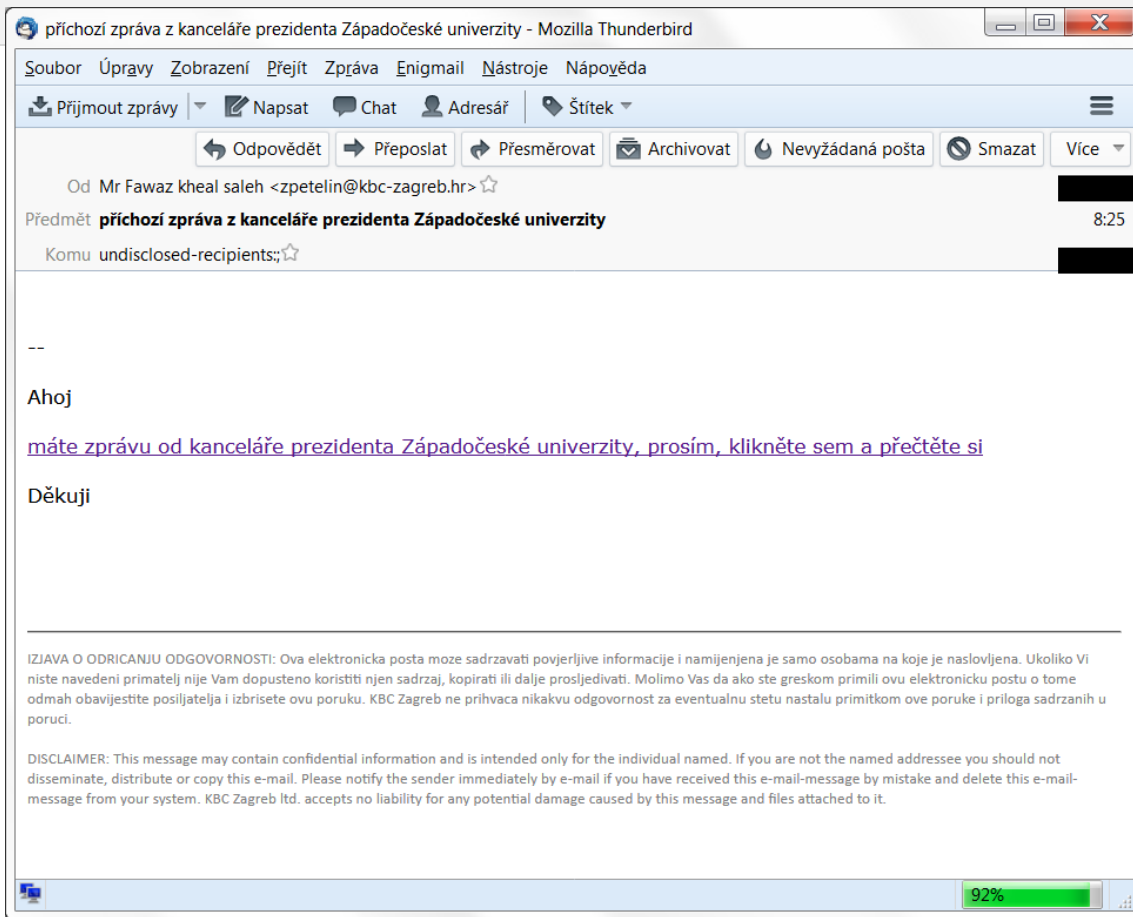 příchozí zpráva z kanceláře prezidenta Západočeské univerzity - Mozilla Thunderbird
Soubor Úpravy Zobrazení Přejít Zpráva Enigmail Nástroje Nápověda
Přijmout zprávy Napsat Chat Adresář Štítek
Odpovědět Přeposlat Přesměrovat Archivovat Nevyžádaná pošta Smazat Více
Od Mr Fawaz kheal saleh <zpetelin@kbc-zagreb.hr>
Předmět příchozí zpráva z kanceláře prezidenta Západočeské univerzity 8:25
Komu undisclosed-recipients:;
--
Ahoj
máte zprávu od kanceláře prezidenta Západočeské univerzity, prosím, klikněte sem a přečtěte si
Děkuji
IZJAVA O ODRICANJU ODGOVORNOSTI: Ova elektronicka posta moze sadrzavati povjerljive informacije i namijenjena je samo osobama na koje je naslovljena. Ukoliko Vi
niste navedeni primatelj nije Vam dopusteno koristiti njen sadrzaj, kopirati ili dalje prosljedivati. Molimo Vas da ako ste greskom primili ovu elektronicku postu o tome
odmah obavijestite posiljatelja i izbrisete ovu poruku. KBC Zagreb ne prihvaca nikakvu odgovornost za eventualnu stetu nastalu primitkom ove poruke i priloga sadrzanih u
poruci.
DISCLAIMER: This message may contain confidential information and is intended only for the individual named. If you are not the named addressee you should not
disseminate, distribute or copy this e-mail. Please notify the sender immediately by e-mail if you have received this e-mail-message by mistake and delete this e-mail-
message from your system. KBC Zagreb ltd. accepts no liability for any potential damage caused by this message and files attached to it.
92%